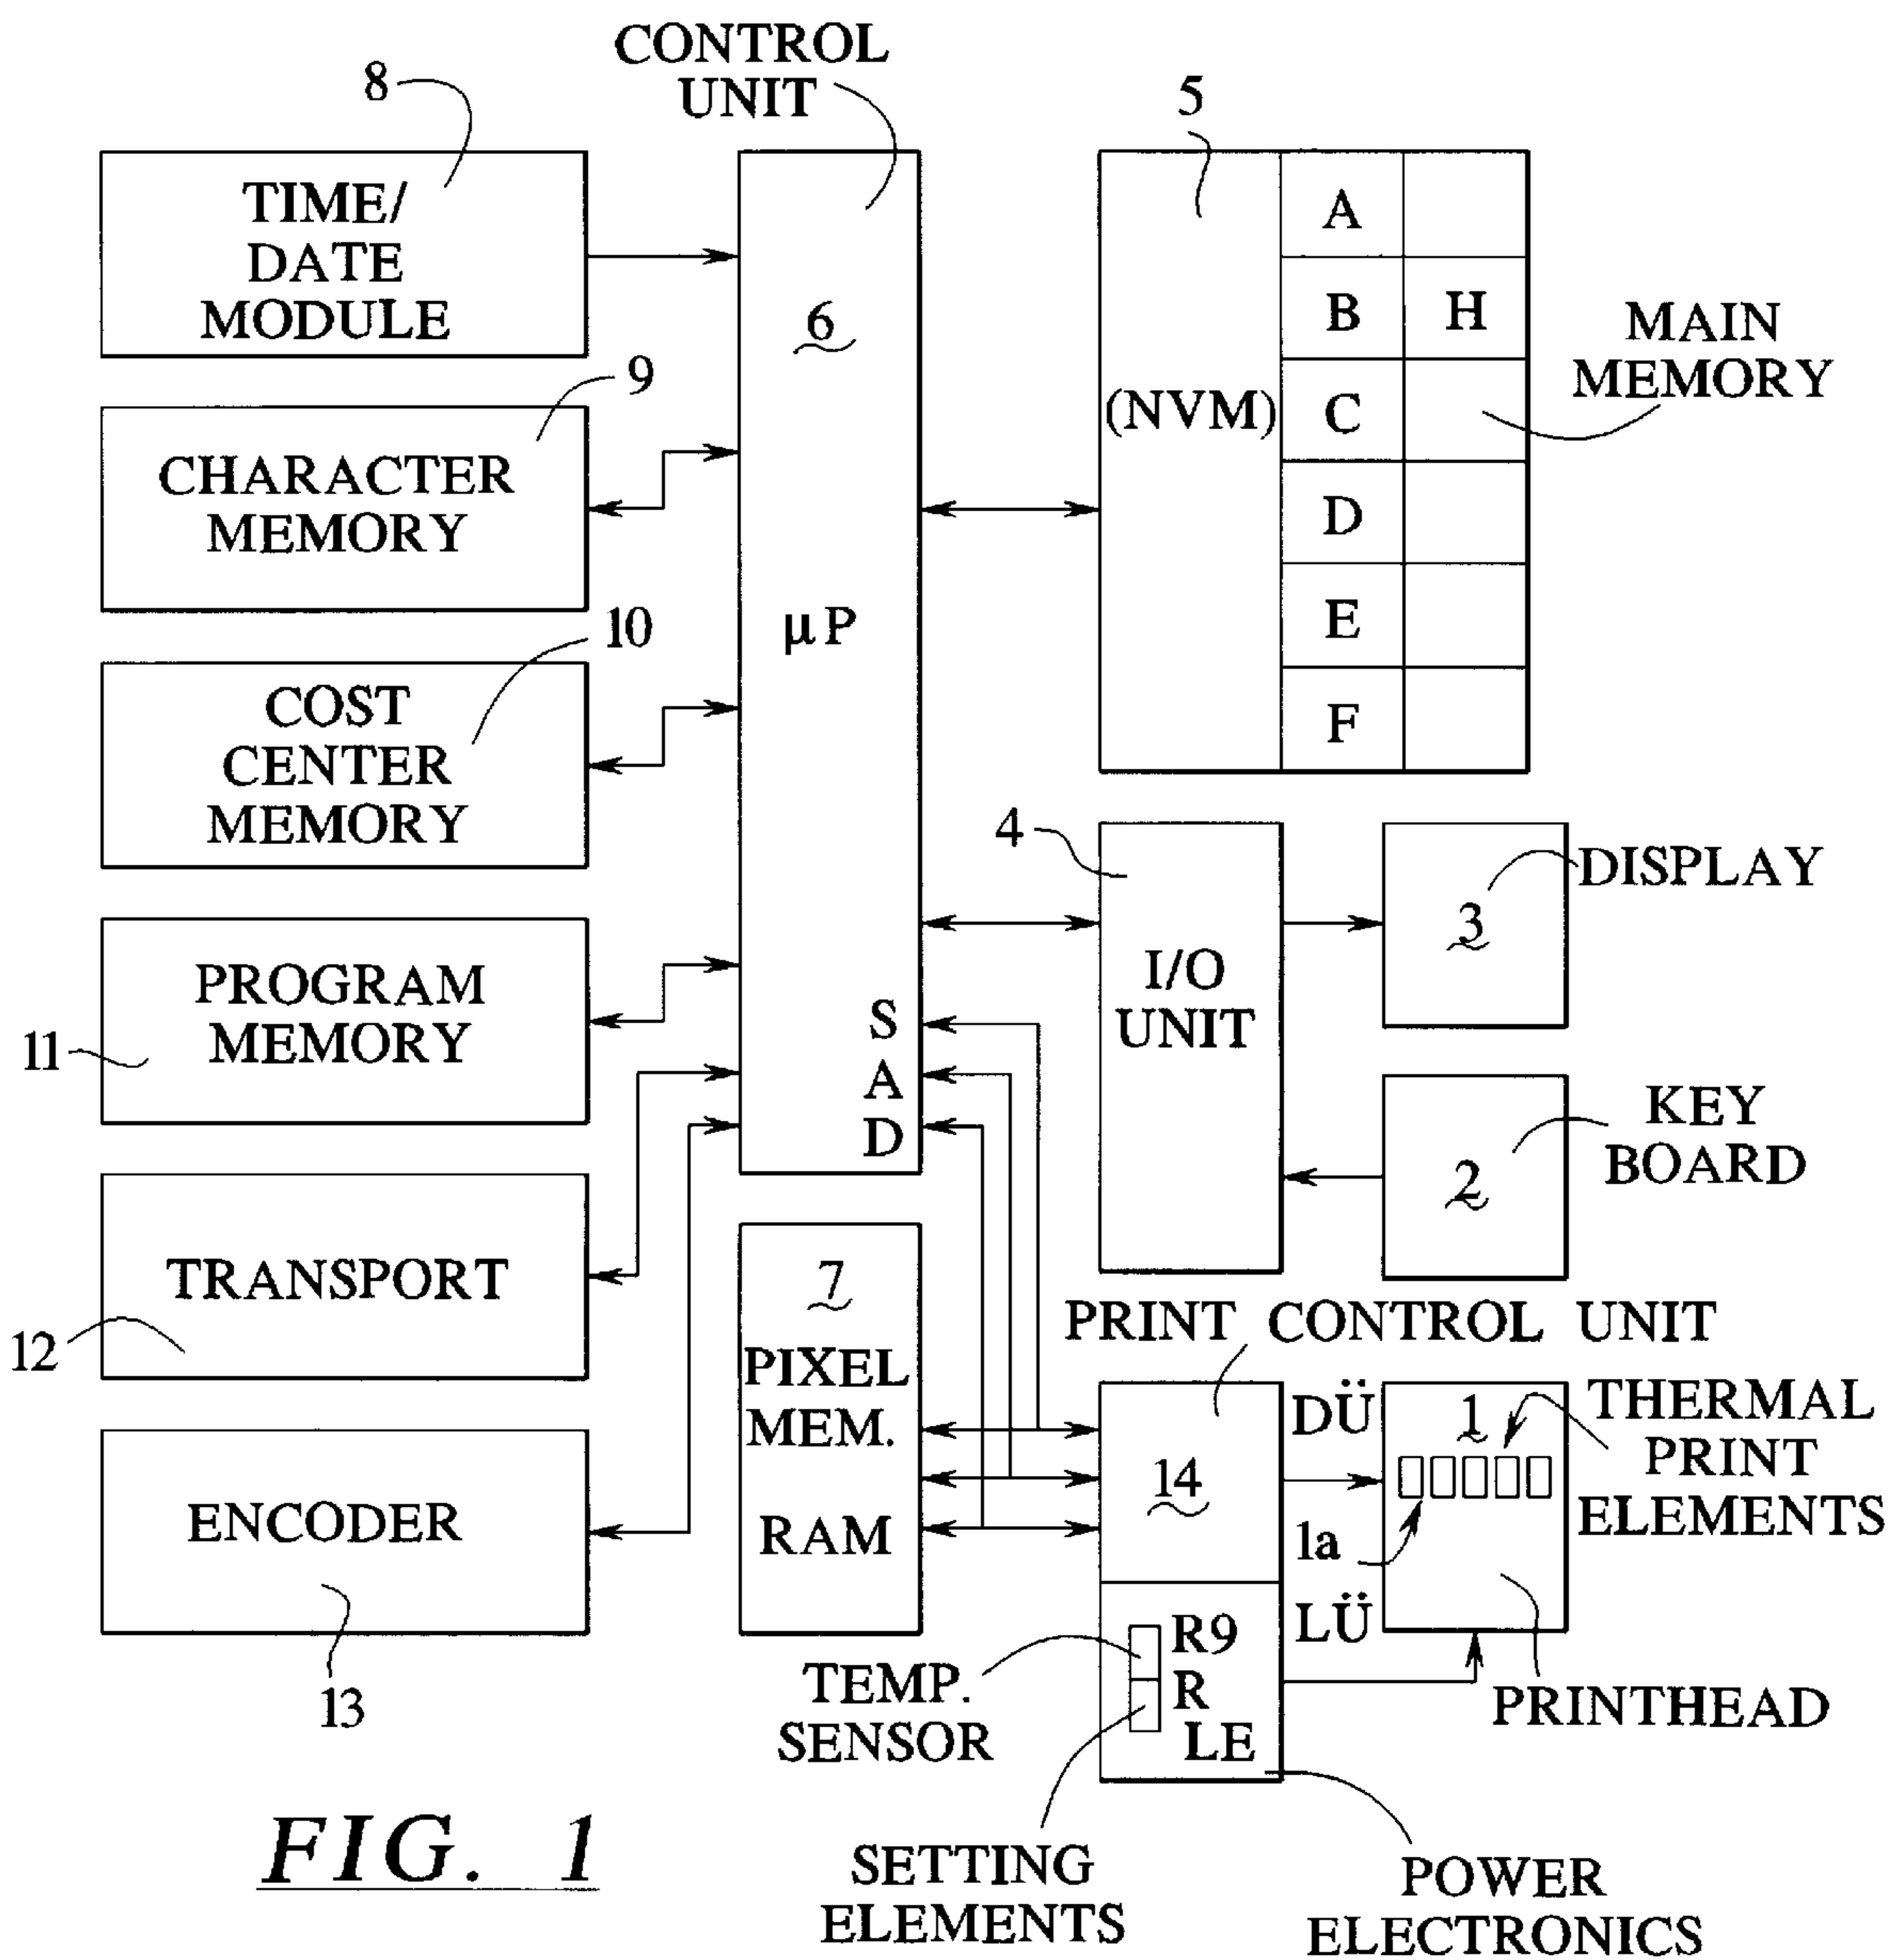 CONTROL
UNIT
8
TIME/
DATE
MODULE
9
CHARACTER
MEMORY
10
COST
CENTER
MEMORY
PROGRAM
MEMORY
11
TRANSPORT
12
ENCODER
13
6
µP
S
A
D
7
PIXEL
MEM.
RAM
5
(NVM)
A
B
H
C
D
E
F
MAIN
MEMORY
4
I/O
UNIT
DISPLAY
3
KEY
BOARD
2
PRINT CONTROL UNIT
14
DÜ
1
THERMAL
PRINT
ELEMENTS
1a
LÜ
R9
R
LE
TEMP.
SENSOR
PRINTHEAD
SETTING
ELEMENTS
POWER
ELECTRONICS
FIG. 1